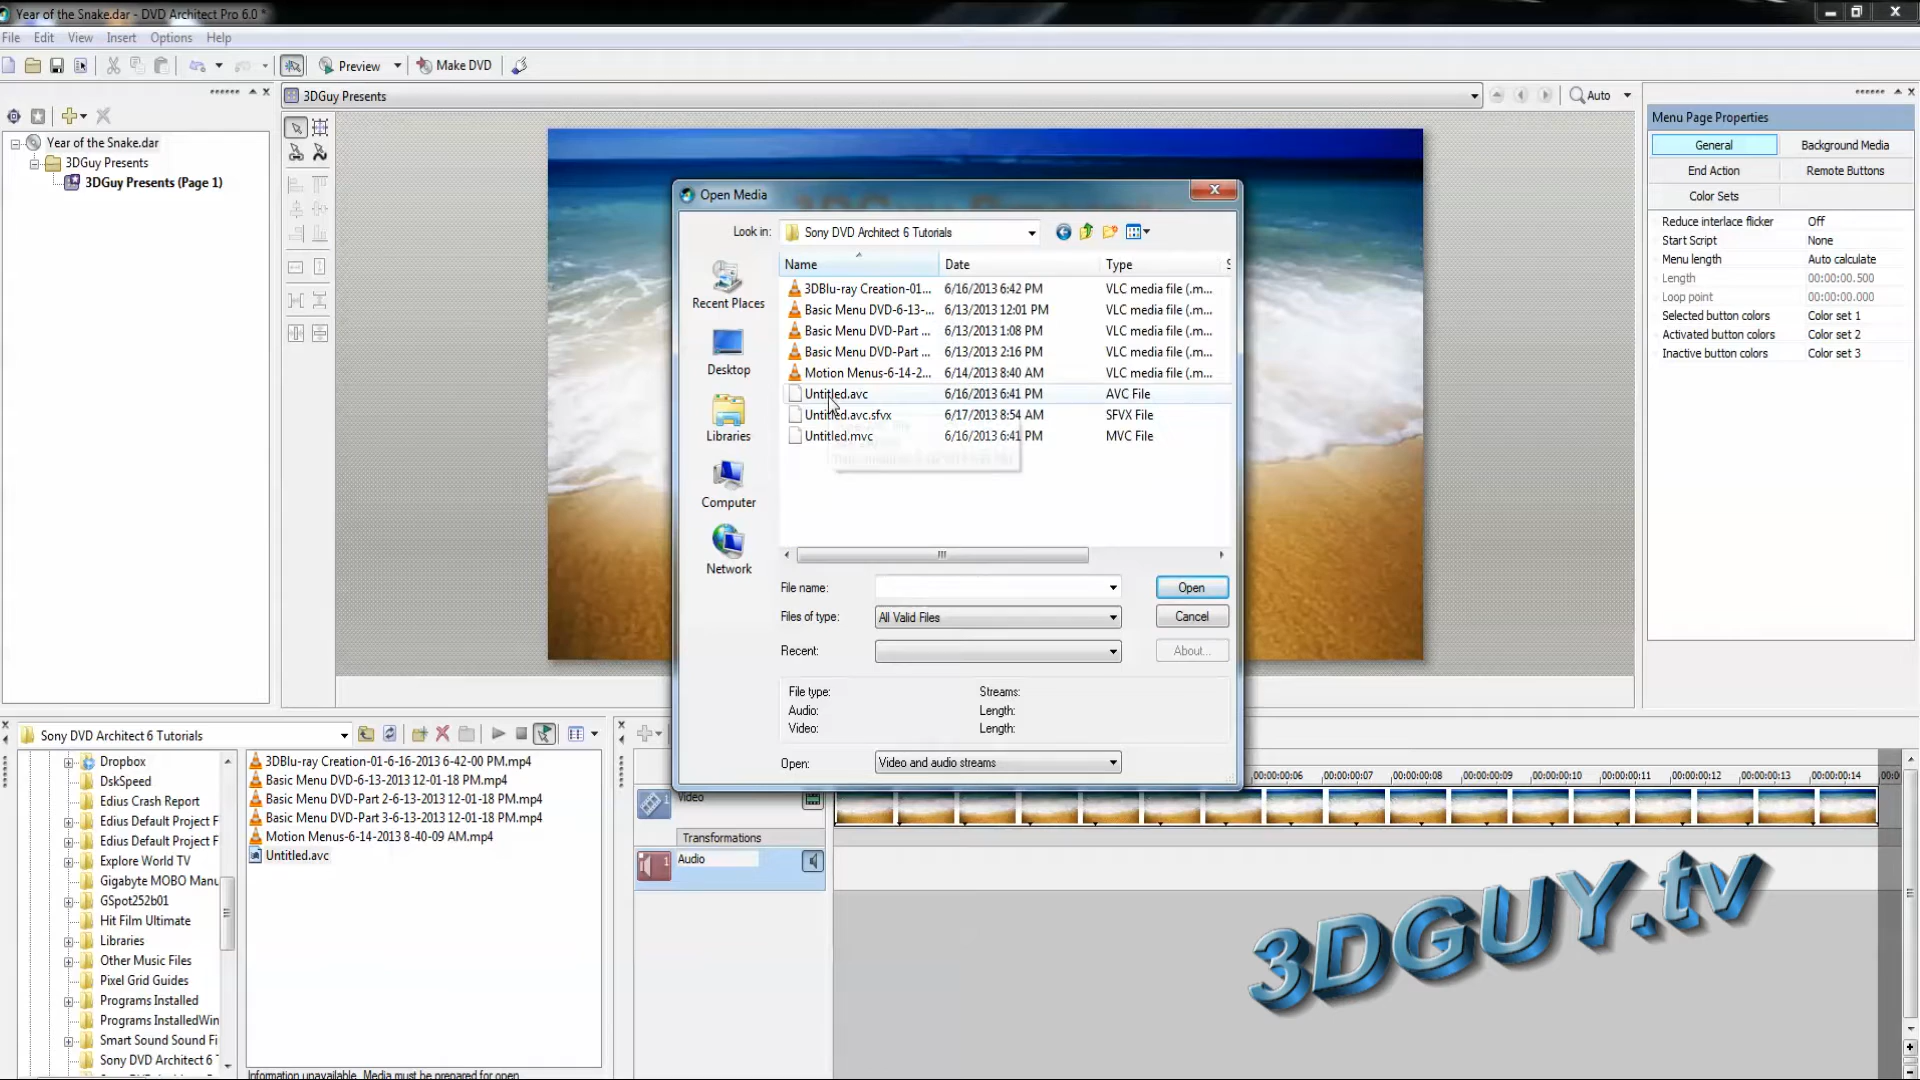 Year of the Snake.dar - DVD Architect Pro 6.0 *
File Edit View Insert Options Help
Preview Make DVD
3DGuy Presents Auto
Year of the Snake.dar
3DGuy Presents
3DGuy Presents (Page 1)
Menu Page Properties
General Background Media
End Action Remote Buttons
Color Sets
Reduce interlace flicker Off
Start Script None
Menu length Auto calculate
Length 00:00:00.500
Loop point 00:00:00.000
Selected button colors Color set 1
Activated button colors Color set 2
Inactive button colors Color set 3
Open Media
Look in: Sony DVD Architect 6 Tutorials
Name Date Type S
3DBlu-ray Creation-01... 6/16/2013 6:42 PM VLC media file (.m...
Basic Menu DVD-6-13-... 6/13/2013 12:01 PM VLC media file (.m...
Basic Menu DVD-Part ... 6/13/2013 1:08 PM VLC media file (.m...
Basic Menu DVD-Part ... 6/13/2013 2:16 PM VLC media file (.m...
Motion Menus-6-14-2... 6/14/2013 8:40 AM VLC media file (.m...
Untitled.avc 6/16/2013 6:41 PM AVC File
Untitled.avc.sfvx 6/17/2013 8:54 AM SFVX File
Untitled.mvc 6/16/2013 6:41 PM MVC File
Recent Places
Desktop
Libraries
Computer
Network
File name: Open
Files of type: All Valid Files Cancel
Recent: About...
File type: Streams:
Audio: Length:
Video: Length:
Open: Video and audio streams
Sony DVD Architect 6 Tutorials
Dropbox
DskSpeed
Edius Crash Report
Edius Default Project F
Edius Default Project F
Explore World TV
Gigabyte MOBO Manu
GSpot252b01
Hit Film Ultimate
Libraries
Other Music Files
Pixel Grid Guides
Programs Installed
Programs InstalledWin
Smart Sound Sound Fi
Sony DVD Architect 6 T
3DBlu-ray Creation-01-6-16-2013 6-42-00 PM.mp4
Basic Menu DVD-6-13-2013 12-01-18 PM.mp4
Basic Menu DVD-Part 2-6-13-2013 12-01-18 PM.mp4
Basic Menu DVD-Part 3-6-13-2013 12-01-18 PM.mp4
Motion Menus-6-14-2013 8-40-09 AM.mp4
Untitled.avc
Information unavailable. Media must be prepared for open
00:00:00:06 00:00:00:07 00:00:00:08 00:00:00:09 00:00:00:10 00:00:00:11 00:00:00:12 00:00:00:13 00:00:00:14 00:0
1 Video
Transformations
1 Audio
3DGUY.tv